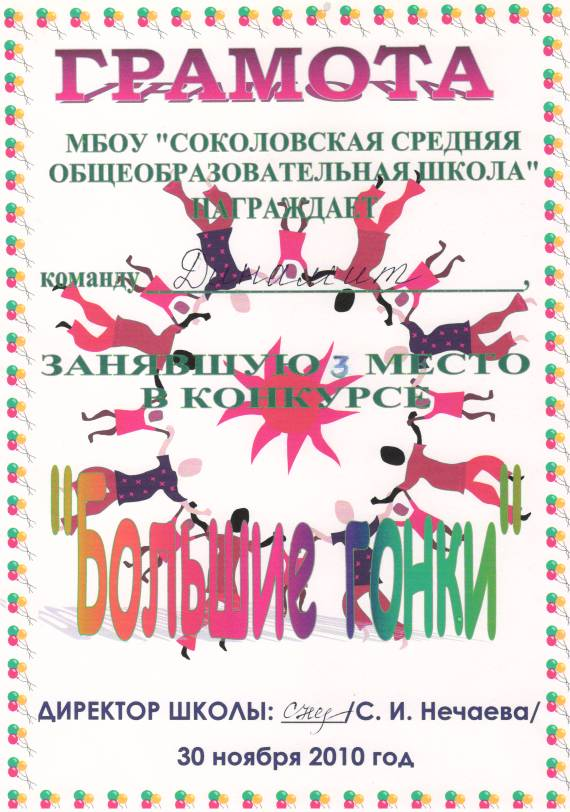 ГРАМОТА
МБОУ "СОКОЛОВСКАЯ СРЕДНЯЯ
ОБЩЕОБРАЗОВАТЕЛЬНАЯ ШКОЛА"
НАГРАЖДАЕТ
команду Динамит,
ЗАНЯВШУЮ 3 МЕСТО
В КОНКУРСЕ
"Большие гонки"
ДИРЕКТОР ШКОЛЫ: /С. И. Нечаева/
30 ноября 2010 год